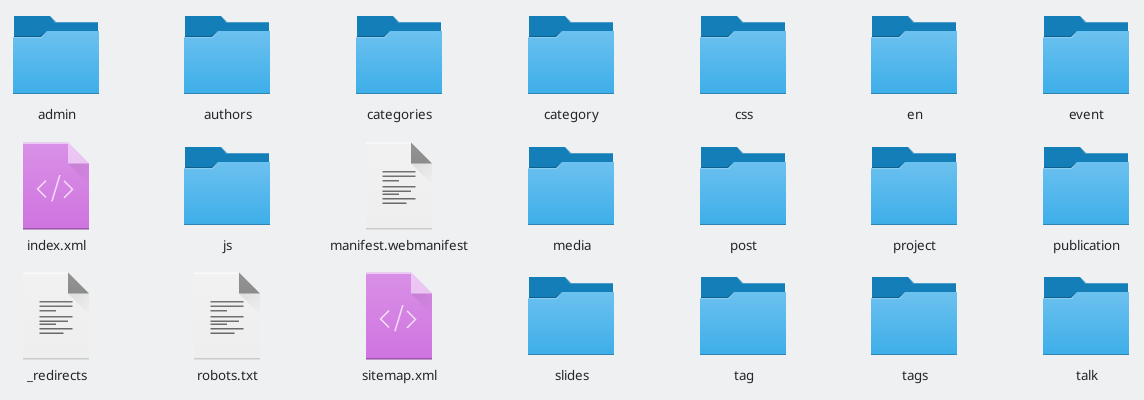 admin authors categories category css en event
index.xml js manifest.webmanifest media post project publication
_redirects robots.txt sitemap.xml slides tag tags talk